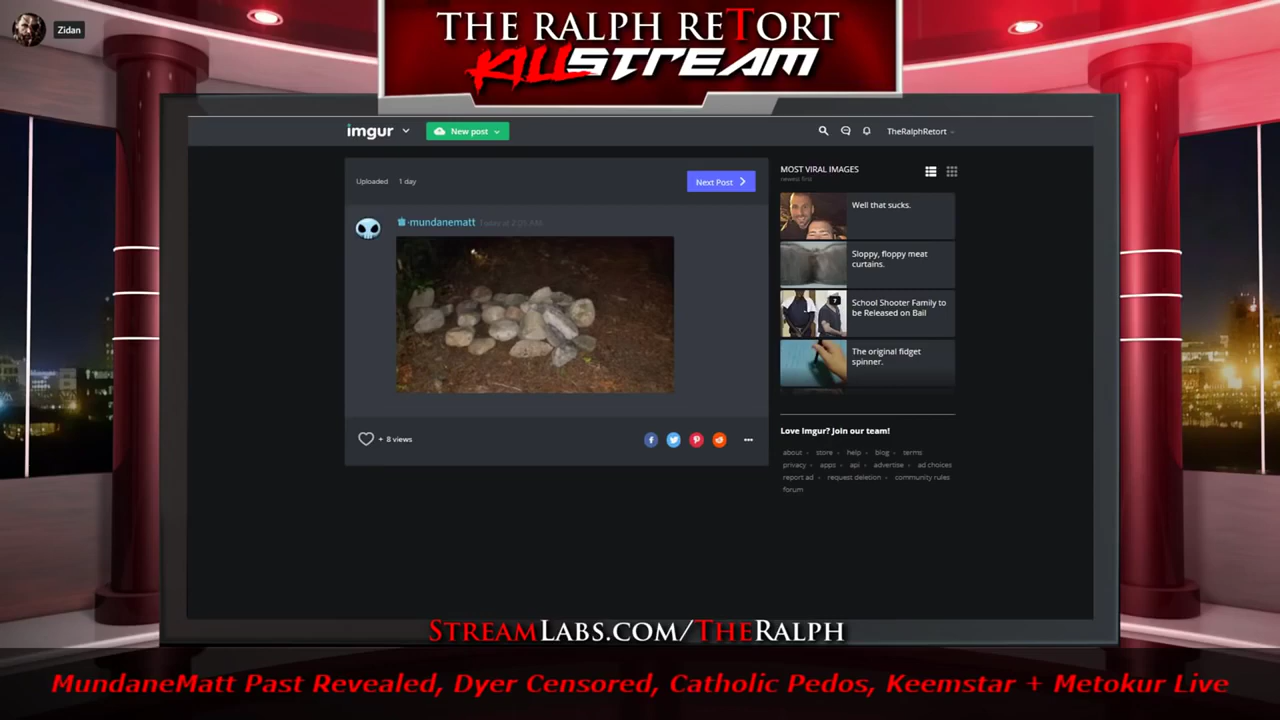 Zidan
THE RALPH RETORT
KILLSTREAM
imgur
New post
TheRalphRetort
Uploaded 1 day
Next Post
mundanematt
+ 8 views
MOST VIRAL IMAGES
newest first
Well that sucks.
Sloppy, floppy meat
curtains.
7
School Shooter Family to
be Released on Bail
The original fidget
spinner.
Love Imgur? Join our team!
about store help blog terms
privacy apps api advertise ad choices
report ad request deletion community rules
forum
STREAMLABS.COM/THERALPH
MundaneMatt Past Revealed, Dyer Censored, Catholic Pedos, Keemstar + Metokur Live